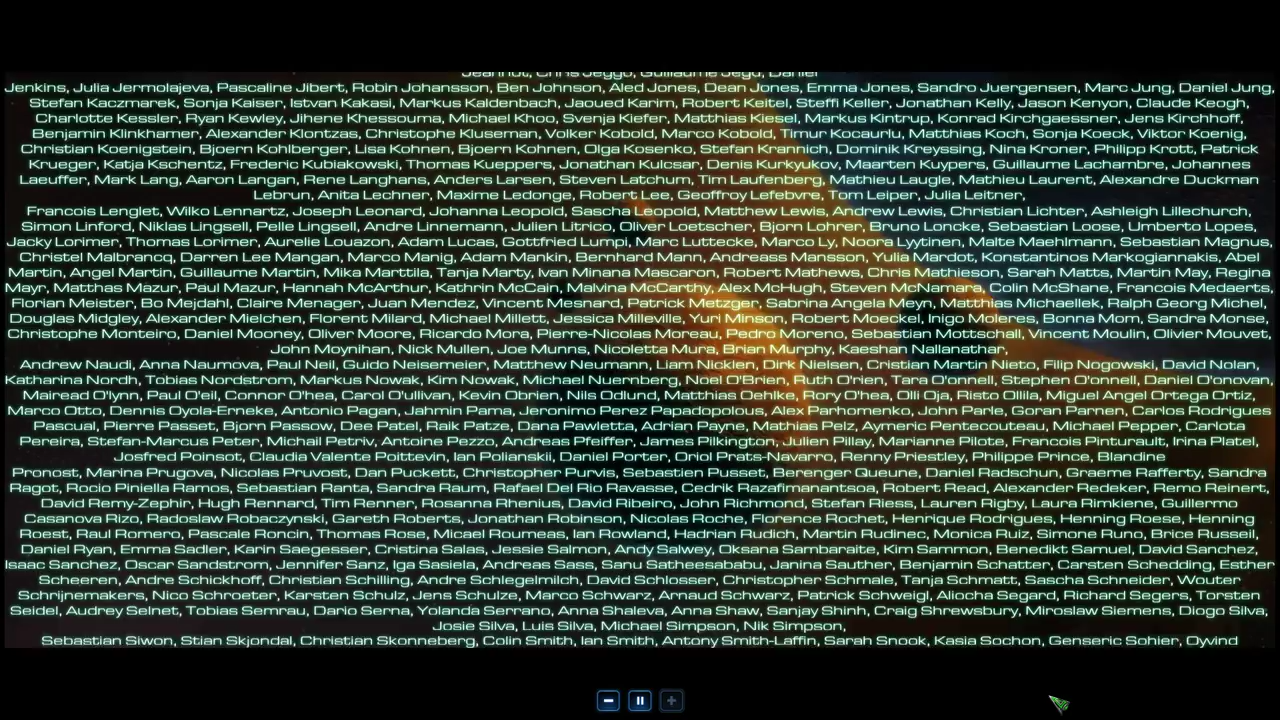 Jeannot, Chris Jeggo, Guillaume Jegu, Daniel
Jenkins, Julia Jermolajeva, Pascaline Jibert, Robin Johansson, Ben Johnson, Aled Jones, Dean Jones, Emma Jones, Sandro Juergensen, Marc Jung, Daniel Jung,
Stefan Kaczmarek, Sonja Kaiser, Istvan Kakasi, Markus Kaldenbach, Jaoued Karim, Robert Keitel, Steffi Keller, Jonathan Kelly, Jason Kenyon, Claude Keogh,
Charlotte Kessler, Ryan Kewley, Jihene Khessouma, Michael Khoo, Svenja Kiefer, Matthias Kiesel, Markus Kintrup, Konrad Kirchgaessner, Jens Kirchhoff,
Benjamin Klinkhamer, Alexander Klontzas, Christophe Kluseman, Volker Kobold, Marco Kobold, Timur Kocaurlu, Matthias Koch, Sonja Koeck, Viktor Koenig,
Christian Koenigstein, Bjoern Kohlberger, Lisa Kohnen, Bjoern Kohnen, Olga Kosenko, Stefan Krannich, Dominik Kreyssing, Nina Kroner, Philipp Krott, Patrick
Krueger, Katja Kschentz, Frederic Kubiakowski, Thomas Kueppers, Jonathan Kulcsar, Denis Kurkyukov, Maarten Kuypers, Guillaume Lachambre, Johannes
Laeuffer, Mark Lang, Aaron Langan, Rene Langhans, Anders Larsen, Steven Latchum, Tim Laufenberg, Mathieu Laugie, Mathieu Laurent, Alexandre Duckman
Lebrun, Anita Lechner, Maxime Ledonge, Robert Lee, Geoffroy Lefebvre, Tom Leiper, Julia Leitner,
Francois Lenglet, Wilko Lennartz, Joseph Leonard, Johanna Leopold, Sascha Leopold, Matthew Lewis, Andrew Lewis, Christian Lichter, Ashleigh Lillechurch,
Simon Linford, Niklas Lingsell, Pelle Lingsell, Andre Linnemann, Julien Litrico, Oliver Loetscher, Bjorn Lohrer, Bruno Loncke, Sebastian Loose, Umberto Lopes,
Jacky Lorimer, Thomas Lorimer, Aurelie Louazon, Adam Lucas, Gottfried Lumpi, Marc Luttecke, Marco Ly, Noora Lyytinen, Malte Maehlmann, Sebastian Magnus,
Christel Malbrancq, Darren Lee Mangan, Marco Manig, Adam Mankin, Bernhard Mann, Andreass Mansson, Yulia Mardot, Konstantinos Markogiannakis, Abel
Martin, Angel Martin, Guillaume Martin, Mika Marttila, Tanja Marty, Ivan Minana Mascaron, Robert Mathews, Chris Mathieson, Sarah Matts, Martin May, Regina
Mayr, Matthas Mazur, Paul Mazur, Hannah McArthur, Kathrin McCain, Malvina McCarthy, Alex McHugh, Steven McNamara, Colin McShane, Francois Medaerts,
Florian Meister, Bo Mejdahl, Claire Menager, Juan Mendez, Vincent Mesnard, Patrick Metzger, Sabrina Angela Meyn, Matthias Michaellek, Ralph Georg Michel,
Douglas Midgley, Alexander Mielchen, Florent Milard, Michael Millett, Jessica Milleville, Yuri Minson, Robert Moeckel, Inigo Molares, Bonna Mom, Sandra Monse,
Christophe Monteiro, Daniel Mooney, Oliver Moore, Ricardo Mora, Pierre-Nicolas Moreau, Pedro Moreno, Sebastian Mottschall, Vincent Moulin, Olivier Mouvet,
John Moynihan, Nick Mullen, Joe Munns, Nicoletta Mura, Brian Murphy, Kaeshan Nallanathar,
Andrew Naudi, Anna Naumova, Paul Neil, Guido Neisemeier, Matthew Neumann, Liam Nicklen, Dirk Nielsen, Cristian Martin Nieto, Filip Nogowski, David Nolan,
Katharina Nordh, Tobias Nordstrom, Markus Nowak, Kim Nowak, Michael Nuernberg, Noel O'Brien, Ruth O'rien, Tara O'onnell, Stephen O'onnell, Daniel O'onovan,
Mairead O'lynn, Paul O'eil, Connor O'hea, Carol O'ullivan, Kevin Obrien, Nils Odlund, Matthias Oehlke, Rory O'hea, Olli Oja, Risto Ollila, Miguel Angel Ortega Ortiz,
Marco Otto, Dennis Oyola-Erneke, Antonio Pagan, Jahmin Pama, Jeronimo Perez Papadopolous, Alex Parhomenko, John Parle, Goran Parnen, Carlos Rodrigues
Pascual, Pierre Passet, Bjorn Passow, Dee Patel, Raik Patze, Dana Pawletta, Adrian Payne, Mathias Pelz, Aymeric Pentecouteau, Michael Pepper, Carlota
Pereira, Stefan-Marcus Peter, Michail Petriv, Antoine Pezzo, Andreas Pfeiffer, James Pilkington, Julien Pillay, Marianne Pilote, Francois Pinturault, Irina Platel,
Josfred Poinsot, Claudia Valente Poittevin, Ian Polianskii, Daniel Porter, Oriol Prats-Navarro, Renny Priestley, Philippe Prince, Blandine
Pronost, Marina Prugova, Nicolas Pruvost, Dan Puckett, Christopher Purvis, Sebastien Pusset, Berenger Queune, Daniel Radschun, Graeme Rafferty, Sandra
Ragot, Rocio Piniella Ramos, Sebastian Ranta, Sandra Raum, Rafael Del Rio Ravasse, Cedrik Razafimanantsoa, Robert Read, Alexander Redeker, Remo Reinert,
David Remy-Zephir, Hugh Rennard, Tim Renner, Rosanna Rhenius, David Ribeiro, John Richmond, Stefan Riess, Lauren Rigby, Laura Rimkiene, Guillermo
Casanova Rizo, Radoslaw Robaczynski, Gareth Roberts, Jonathan Robinson, Nicolas Roche, Florence Rochet, Henrique Rodrigues, Henning Roese, Henning
Roest, Raul Romero, Pascale Roncin, Thomas Rose, Micael Roumeas, Ian Rowland, Hadrian Rudich, Martin Rudinec, Monica Ruiz, Simone Runo, Brice Russeil,
Daniel Ryan, Emma Sadler, Karin Saegesser, Cristina Salas, Jessie Salmon, Andy Salwey, Oksana Sambaraite, Kim Sammon, Benedikt Samuel, David Sanchez,
Isaac Sanchez, Oscar Sandstrom, Jennifer Sanz, Iga Sasiela, Andreas Sass, Sanu Satheesababu, Janina Sauther, Benjamin Schatter, Carsten Schedding, Esther
Scheeren, Andre Schickhoff, Christian Schilling, Andre Schlegelmilch, David Schlosser, Christopher Schmale, Tanja Schmatt, Sascha Schneider, Wouter
Schrijnemakers, Nico Schroeter, Karsten Schulz, Jens Schulze, Marco Schwarz, Arnaud Schwarz, Patrick Schweigl, Aliocha Segard, Richard Segers, Torsten
Seidel, Audrey Selnet, Tobias Semrau, Dario Serna, Yolanda Serrano, Anna Shaleva, Anna Shaw, Sanjay Shinh, Craig Shrewsbury, Miroslaw Siemens, Diogo Silva,
Josie Silva, Luis Silva, Michael Simpson, Nik Simpson,
Sebastian Siwon, Stian Skjondal, Christian Skonneberg, Colin Smith, Ian Smith, Antony Smith-Laffin, Sarah Snook, Kasia Sochon, Genseric Sohier, Oyvind